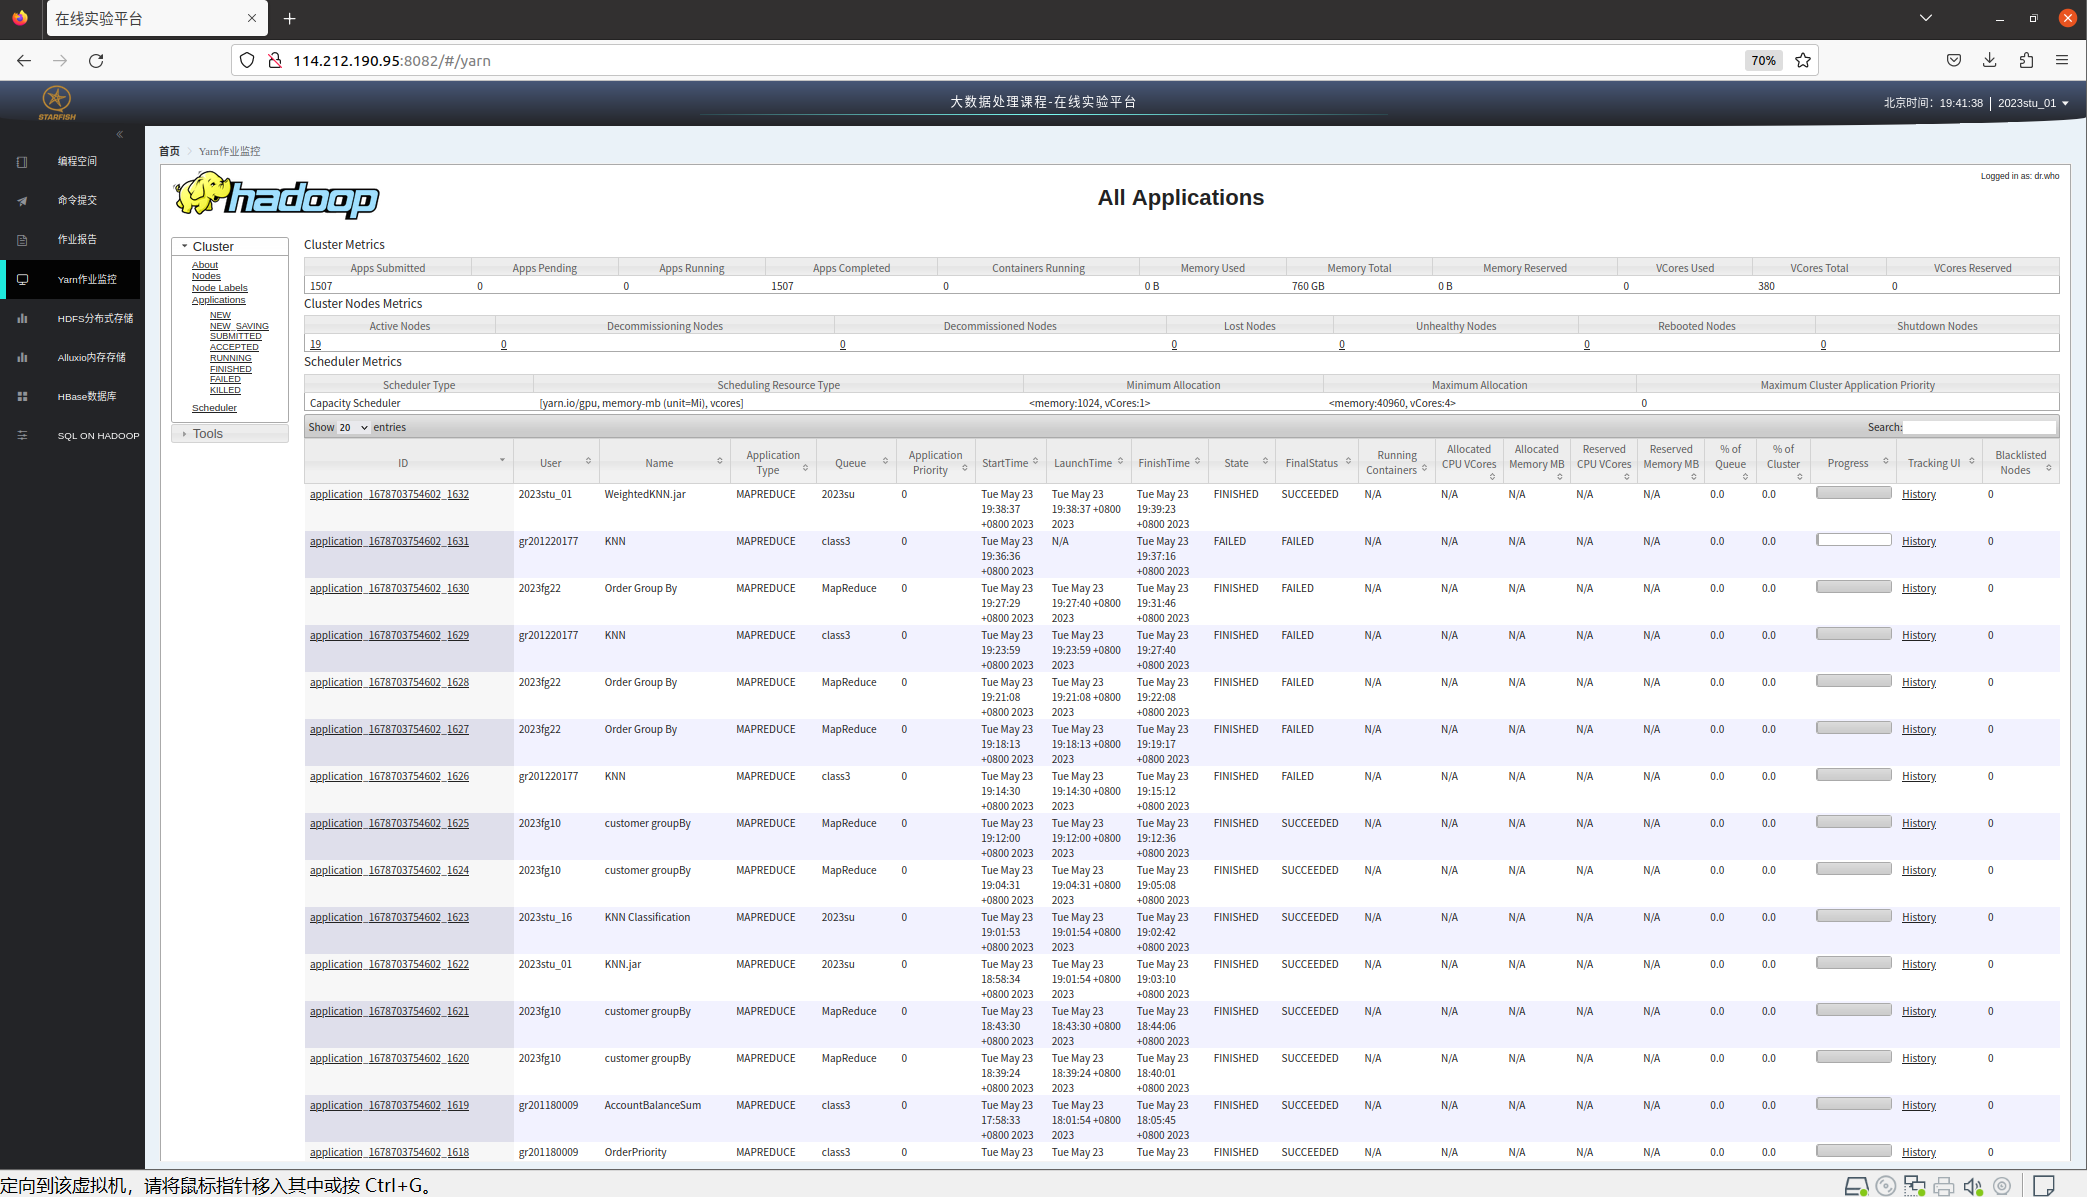 在线实验平台
114.212.190.95:8082/#/yarn
70%
STARFISH
大数据处理课程-在线实验平台
北京时间：19:41:38 | 2023stu_01
编程空间
命令提交
作业报告
Yarn作业监控
HDFS分布式存储
Alluxio内存存储
HBase数据库
SQL ON HADOOP
首页 Yarn作业监控
hadoop
All Applications
Logged in as: dr.who
Cluster
About
Nodes
Node Labels
Applications
NEW
NEW_SAVING
SUBMITTED
ACCEPTED
RUNNING
FINISHED
FAILED
KILLED
Scheduler
Tools
Cluster Metrics
Apps Submitted Apps Pending Apps Running Apps Completed Containers Running Memory Used Memory Total Memory Reserved VCores Used VCores Total VCores Reserved
1507 0 0 1507 0 0 B 760 GB 0 B 0 380 0
Cluster Nodes Metrics
Active Nodes Decommissioning Nodes Decommissioned Nodes Lost Nodes Unhealthy Nodes Rebooted Nodes Shutdown Nodes
19 0 0 0 0 0 0
Scheduler Metrics
Scheduler Type Scheduling Resource Type Minimum Allocation Maximum Allocation Maximum Cluster Application Priority
Capacity Scheduler [yarn.io/gpu, memory-mb (unit=Mi), vcores] <memory:1024, vCores:1> <memory:40960, vCores:4> 0
Show 20 entries Search:
ID User Name Application Type Queue Application Priority StartTime LaunchTime FinishTime State FinalStatus Running Containers Allocated CPU VCores Allocated Memory MB Reserved CPU VCores Reserved Memory MB % of Queue % of Cluster Progress Tracking UI Blacklisted Nodes
application_1678703754602_1632 2023stu_01 WeightedKNN.jar MAPREDUCE 2023su 0 Tue May 23 19:38:37 +0800 2023 Tue May 23 19:38:37 +0800 2023 Tue May 23 19:39:23 +0800 2023 FINISHED SUCCEEDED N/A N/A N/A N/A N/A 0.0 0.0 History 0
application_1678703754602_1631 gr201220177 KNN MAPREDUCE class3 0 Tue May 23 19:36:36 +0800 2023 N/A Tue May 23 19:37:16 +0800 2023 FAILED FAILED N/A N/A N/A N/A N/A 0.0 0.0 History 0
application_1678703754602_1630 2023fg22 Order Group By MAPREDUCE MapReduce 0 Tue May 23 19:27:29 +0800 2023 Tue May 23 19:27:40 +0800 2023 Tue May 23 19:31:46 +0800 2023 FINISHED FAILED N/A N/A N/A N/A N/A 0.0 0.0 History 0
application_1678703754602_1629 gr201220177 KNN MAPREDUCE class3 0 Tue May 23 19:23:59 +0800 2023 Tue May 23 19:23:59 +0800 2023 Tue May 23 19:27:40 +0800 2023 FINISHED FAILED N/A N/A N/A N/A N/A 0.0 0.0 History 0
application_1678703754602_1628 2023fg22 Order Group By MAPREDUCE MapReduce 0 Tue May 23 19:21:08 +0800 2023 Tue May 23 19:21:08 +0800 2023 Tue May 23 19:22:08 +0800 2023 FINISHED FAILED N/A N/A N/A N/A N/A 0.0 0.0 History 0
application_1678703754602_1627 2023fg22 Order Group By MAPREDUCE MapReduce 0 Tue May 23 19:18:13 +0800 2023 Tue May 23 19:18:13 +0800 2023 Tue May 23 19:19:17 +0800 2023 FINISHED FAILED N/A N/A N/A N/A N/A 0.0 0.0 History 0
application_1678703754602_1626 gr201220177 KNN MAPREDUCE class3 0 Tue May 23 19:14:30 +0800 2023 Tue May 23 19:14:30 +0800 2023 Tue May 23 19:15:12 +0800 2023 FINISHED FAILED N/A N/A N/A N/A N/A 0.0 0.0 History 0
application_1678703754602_1625 2023fg10 customer groupBy MAPREDUCE MapReduce 0 Tue May 23 19:12:00 +0800 2023 Tue May 23 19:12:00 +0800 2023 Tue May 23 19:12:36 +0800 2023 FINISHED SUCCEEDED N/A N/A N/A N/A N/A 0.0 0.0 History 0
application_1678703754602_1624 2023fg10 customer groupBy MAPREDUCE MapReduce 0 Tue May 23 19:04:31 +0800 2023 Tue May 23 19:04:31 +0800 2023 Tue May 23 19:05:08 +0800 2023 FINISHED SUCCEEDED N/A N/A N/A N/A N/A 0.0 0.0 History 0
application_1678703754602_1623 2023stu_16 KNN Classification MAPREDUCE 2023su 0 Tue May 23 19:01:53 +0800 2023 Tue May 23 19:01:54 +0800 2023 Tue May 23 19:02:42 +0800 2023 FINISHED SUCCEEDED N/A N/A N/A N/A N/A 0.0 0.0 History 0
application_1678703754602_1622 2023stu_01 KNN.jar MAPREDUCE 2023su 0 Tue May 23 18:58:34 +0800 2023 Tue May 23 19:01:54 +0800 2023 Tue May 23 19:03:10 +0800 2023 FINISHED SUCCEEDED N/A N/A N/A N/A N/A 0.0 0.0 History 0
application_1678703754602_1621 2023fg10 customer groupBy MAPREDUCE MapReduce 0 Tue May 23 18:43:30 +0800 2023 Tue May 23 18:43:30 +0800 2023 Tue May 23 18:44:06 +0800 2023 FINISHED SUCCEEDED N/A N/A N/A N/A N/A 0.0 0.0 History 0
application_1678703754602_1620 2023fg10 customer groupBy MAPREDUCE MapReduce 0 Tue May 23 18:39:24 +0800 2023 Tue May 23 18:39:24 +0800 2023 Tue May 23 18:40:01 +0800 2023 FINISHED SUCCEEDED N/A N/A N/A N/A N/A 0.0 0.0 History 0
application_1678703754602_1619 gr201180009 AccountBalanceSum MAPREDUCE class3 0 Tue May 23 17:58:33 +0800 2023 Tue May 23 18:01:54 +0800 2023 Tue May 23 18:05:45 +0800 2023 FINISHED SUCCEEDED N/A N/A N/A N/A N/A 0.0 0.0 History 0
application_1678703754602_1618 gr201180009 OrderPriority MAPREDUCE class3 0 Tue May 23 Tue May 23 Tue May 23 FINISHED SUCCEEDED N/A N/A N/A N/A N/A 0.0 0.0 History 0
定向到该虚拟机，请将鼠标指针移入其中或按 Ctrl+G。